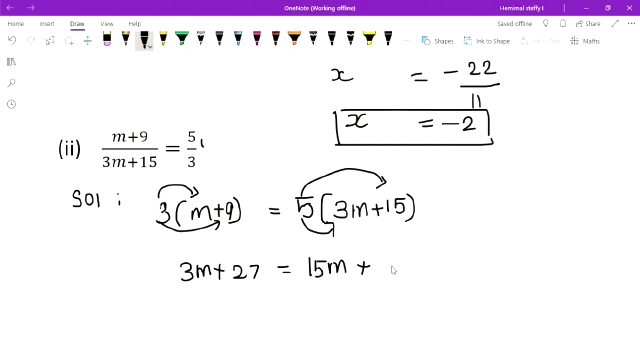 OneNote (Working offline)
Hemimal steffy I
File Home Insert Draw View Help
Saved offline
Shapes Ink to Shape Ink to Text Maths
x = -22/11
x = -2
(ii) m+9/3m+15 = 5/3,
SOl :
3(m+9) = 5(3m+15)
3m+27 = 15m +